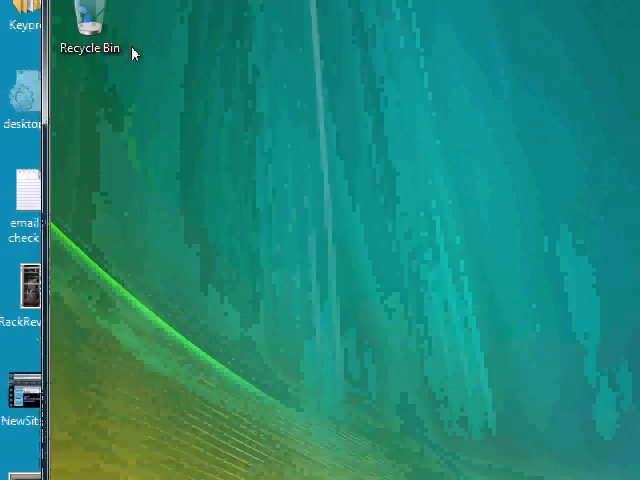 Keypr
Recycle Bin
desktop
email
check
RackRev
NewSit